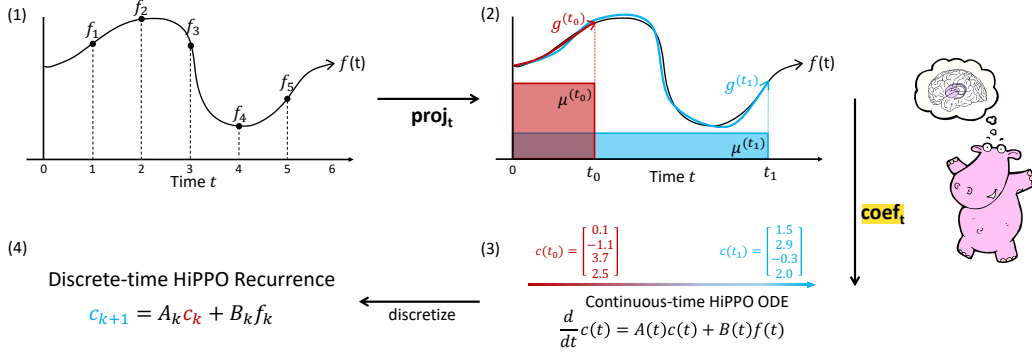 (1)
f₁
f₂
f₃
f₄
f₅
f(t)
0
1
2
3
4
5
6
Time t
proj_t
(2)
g^(t₀)
f(t)
g^(t₁)
μ^(t₀)
μ^(t₁)
0
t₀
Time t
t₁
coef_t
(3)
c(t₀) = [0.1 −1.1 3.7 2.5]
c(t₁) = [1.5 2.9 −0.3 2.0]
Continuous-time HiPPO ODE
d/dt c(t) = A(t)c(t) + B(t)f(t)
discretize
(4)
Discrete-time HiPPO Recurrence
c_{k+1} = A_k c_k + B_k f_k